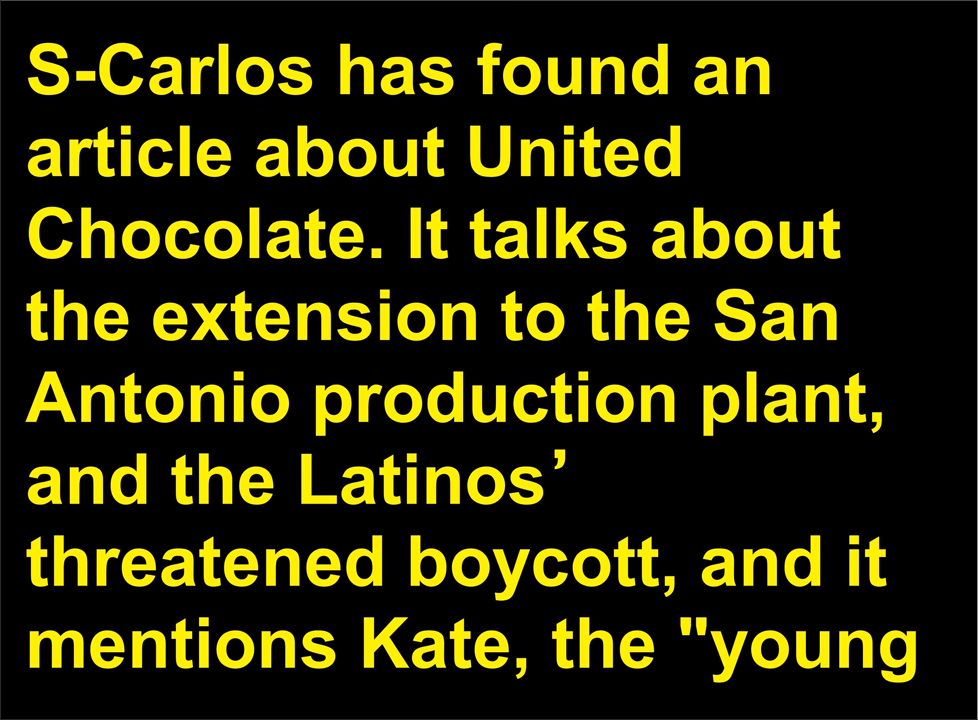 S-Carlos has found an
article about United
Chocolate. It talks about
the extension to the San
Antonio production plant,
and the Latinos’
threatened boycott, and it
mentions Kate, the "young